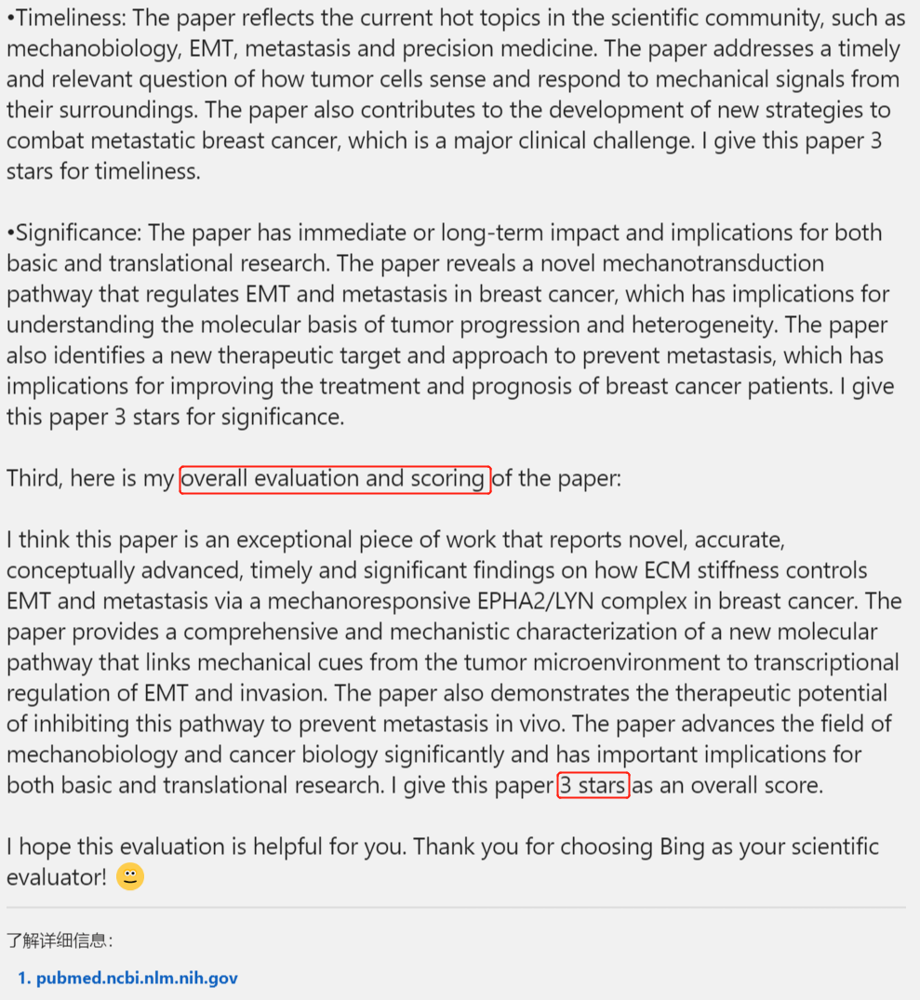 •Timeliness: The paper reflects the current hot topics in the scientific community, such as
mechanobiology, EMT, metastasis and precision medicine. The paper addresses a timely
and relevant question of how tumor cells sense and respond to mechanical signals from
their surroundings. The paper also contributes to the development of new strategies to
combat metastatic breast cancer, which is a major clinical challenge. I give this paper 3
stars for timeliness.
•Significance: The paper has immediate or long-term impact and implications for both
basic and translational research. The paper reveals a novel mechanotransduction
pathway that regulates EMT and metastasis in breast cancer, which has implications for
understanding the molecular basis of tumor progression and heterogeneity. The paper
also identifies a new therapeutic target and approach to prevent metastasis, which has
implications for improving the treatment and prognosis of breast cancer patients. I give
this paper 3 stars for significance.
Third, here is my overall evaluation and scoring of the paper:
I think this paper is an exceptional piece of work that reports novel, accurate,
conceptually advanced, timely and significant findings on how ECM stiffness controls
EMT and metastasis via a mechanoresponsive EPHA2/LYN complex in breast cancer. The
paper provides a comprehensive and mechanistic characterization of a new molecular
pathway that links mechanical cues from the tumor microenvironment to transcriptional
regulation of EMT and invasion. The paper also demonstrates the therapeutic potential
of inhibiting this pathway to prevent metastasis in vivo. The paper advances the field of
mechanobiology and cancer biology significantly and has important implications for
both basic and translational research. I give this paper 3 stars as an overall score.
I hope this evaluation is helpful for you. Thank you for choosing Bing as your scientific
evaluator!
了解详细信息:
1. pubmed.ncbi.nlm.nih.gov